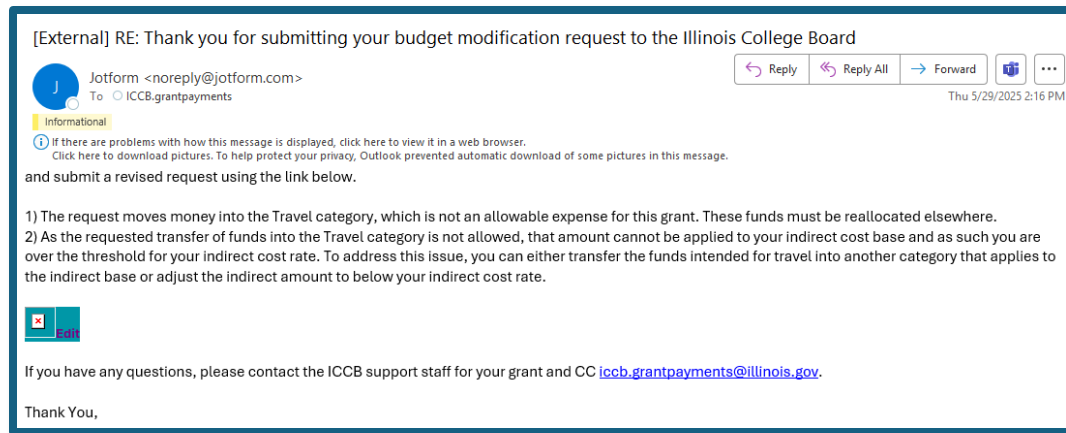 [External] RE: Thank you for submitting your budget modification request to the Illinois College Board
J
Jotform <noreply@jotform.com>
To ICCB.grantpayments
Reply Reply All Forward
Thu 5/29/2025 2:16 PM
Informational
If there are problems with how this message is displayed, click here to view it in a web browser.
Click here to download pictures. To help protect your privacy, Outlook prevented automatic download of some pictures in this message.
and submit a revised request using the link below.
1) The request moves money into the Travel category, which is not an allowable expense for this grant. These funds must be reallocated elsewhere.
2) As the requested transfer of funds into the Travel category is not allowed, that amount cannot be applied to your indirect cost base and as such you are
over the threshold for your indirect cost rate. To address this issue, you can either transfer the funds intended for travel into another category that applies to
the indirect base or adjust the indirect amount to below your indirect cost rate.
Edit
If you have any questions, please contact the ICCB support staff for your grant and CC iccb.grantpayments@illinois.gov.
Thank You,